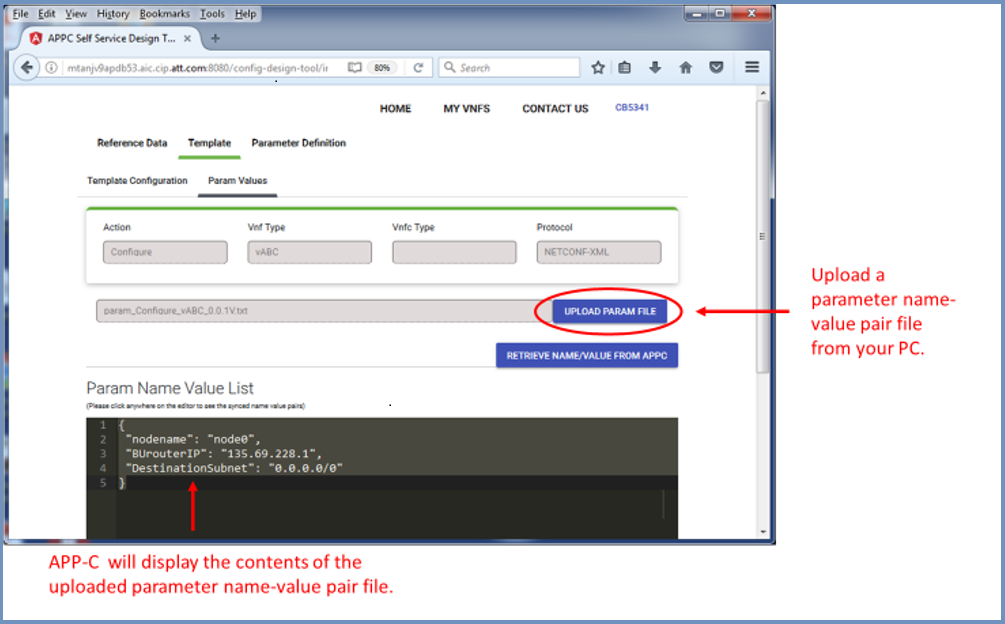 File Edit View History Bookmarks Tools Help
APPC Self Service Design T... × +
mtanjv9apdb53.aic.cip.att.com:8080/config-design-tool/ir 80% Search
HOME MY VNFS CONTACT US CB5341
Reference Data Template Parameter Definition
Template Configuration Param Values
Action Vnf Type Vnfc Type Protocol
Configure vABC NETCONF-XML
param_Configure_vABC_0.0.1V.txt UPLOAD PARAM FILE
RETRIEVE NAME/VALUE FROM APPC
Param Name Value List
(Please click anywhere on the editor to see the synced name value pairs)
1 {
2 "nodename": "node0",
3 "BUrouterIP": "135.69.228.1",
4 "DestinationSubnet": "0.0.0.0/0"
5 }
Upload a
parameter name-
value pair file
from your PC.
APP-C will display the contents of the
uploaded parameter name-value pair file.